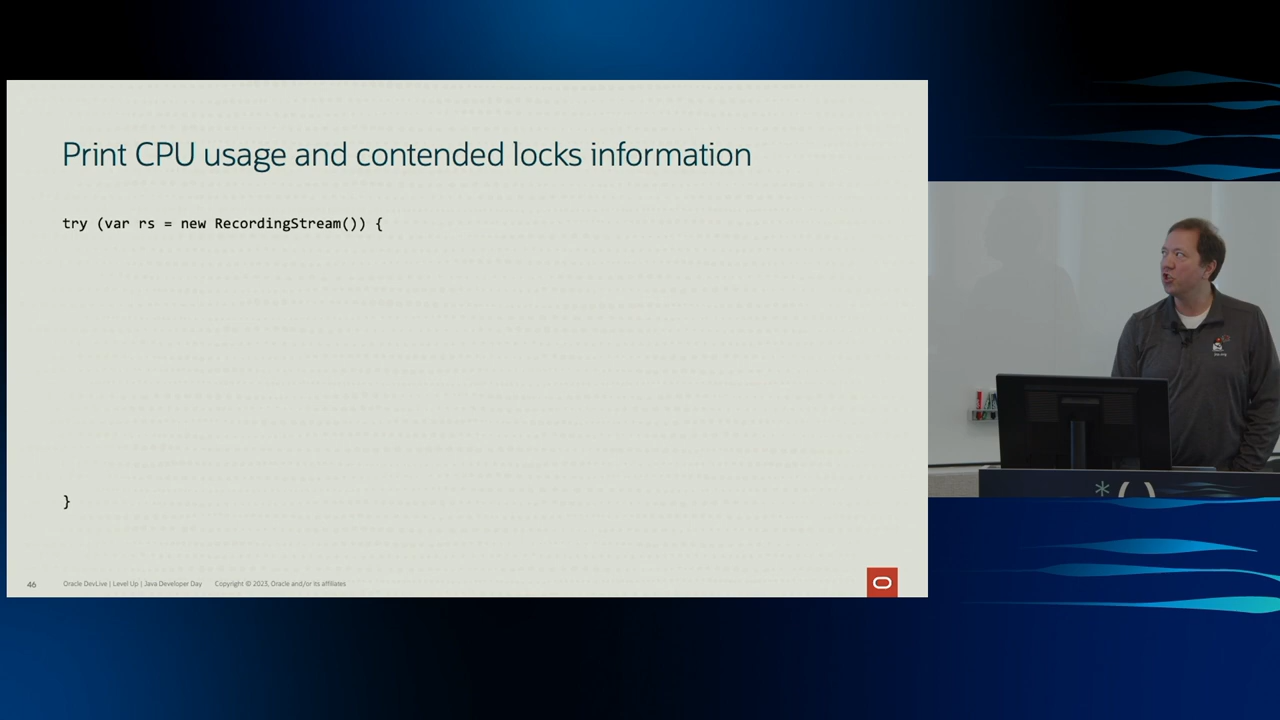 Print CPU usage and contended locks information
try (var rs = new RecordingStream()) {
}
46 Oracle DevLive | Level Up | Java Developer Day Copyright © 2023, Oracle and/or its affiliates
*()